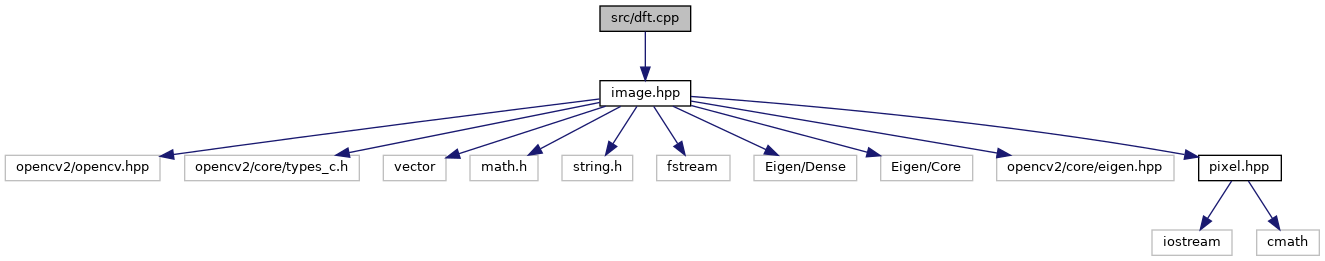 src/dft.cpp
image.hpp
opencv2/opencv.hpp
opencv2/core/types_c.h
vector
math.h
string.h
fstream
Eigen/Dense
Eigen/Core
opencv2/core/eigen.hpp
pixel.hpp
iostream
cmath